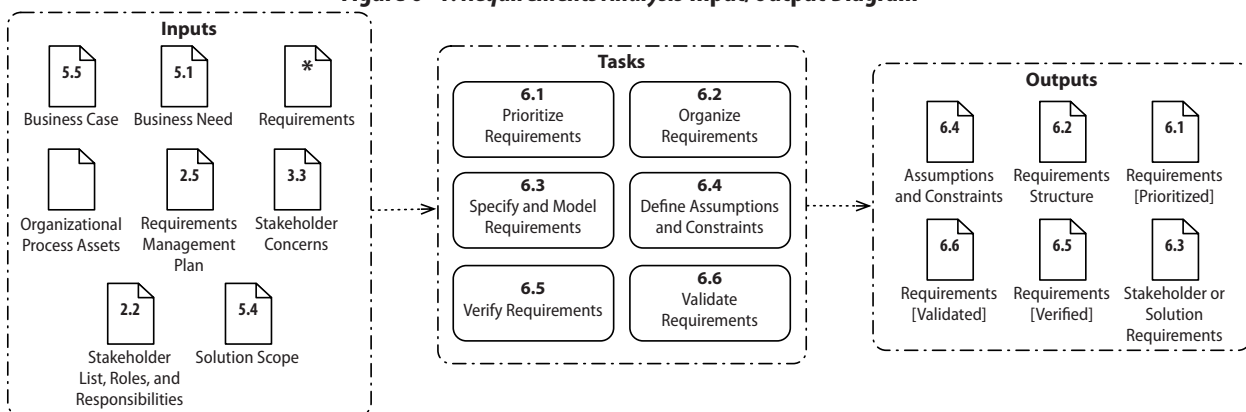 Figure 6–1: Requirements Analysis Input/Output Diagram
Inputs
5.5
Business Case
5.1
Business Need
*
Requirements
Organizational
Process Assets
2.5
Requirements
Management
Plan
3.3
Stakeholder
Concerns
2.2
Stakeholder
List, Roles, and
Responsibilities
5.4
Solution Scope
Tasks
6.1
Prioritize
Requirements
6.2
Organize
Requirements
6.3
Specify and Model
Requirements
6.4
Define Assumptions
and Constraints
6.5
Verify Requirements
6.6
Validate
Requirements
Outputs
6.4
Assumptions
and Constraints
6.2
Requirements
Structure
6.1
Requirements
[Prioritized]
6.6
Requirements
[Validated]
6.5
Requirements
[Verified]
6.3
Stakeholder or
Solution
Requirements